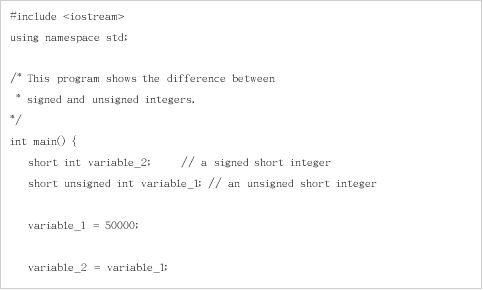 #include <iostream>
using namespace std;
/* This program shows the difference between
* signed and unsigned integers.
*/
int main() {
short int variable_2; // a signed short integer
short unsigned int variable_1; // an unsigned short integer
variable_1 = 50000;
variable_2 = variable_1;